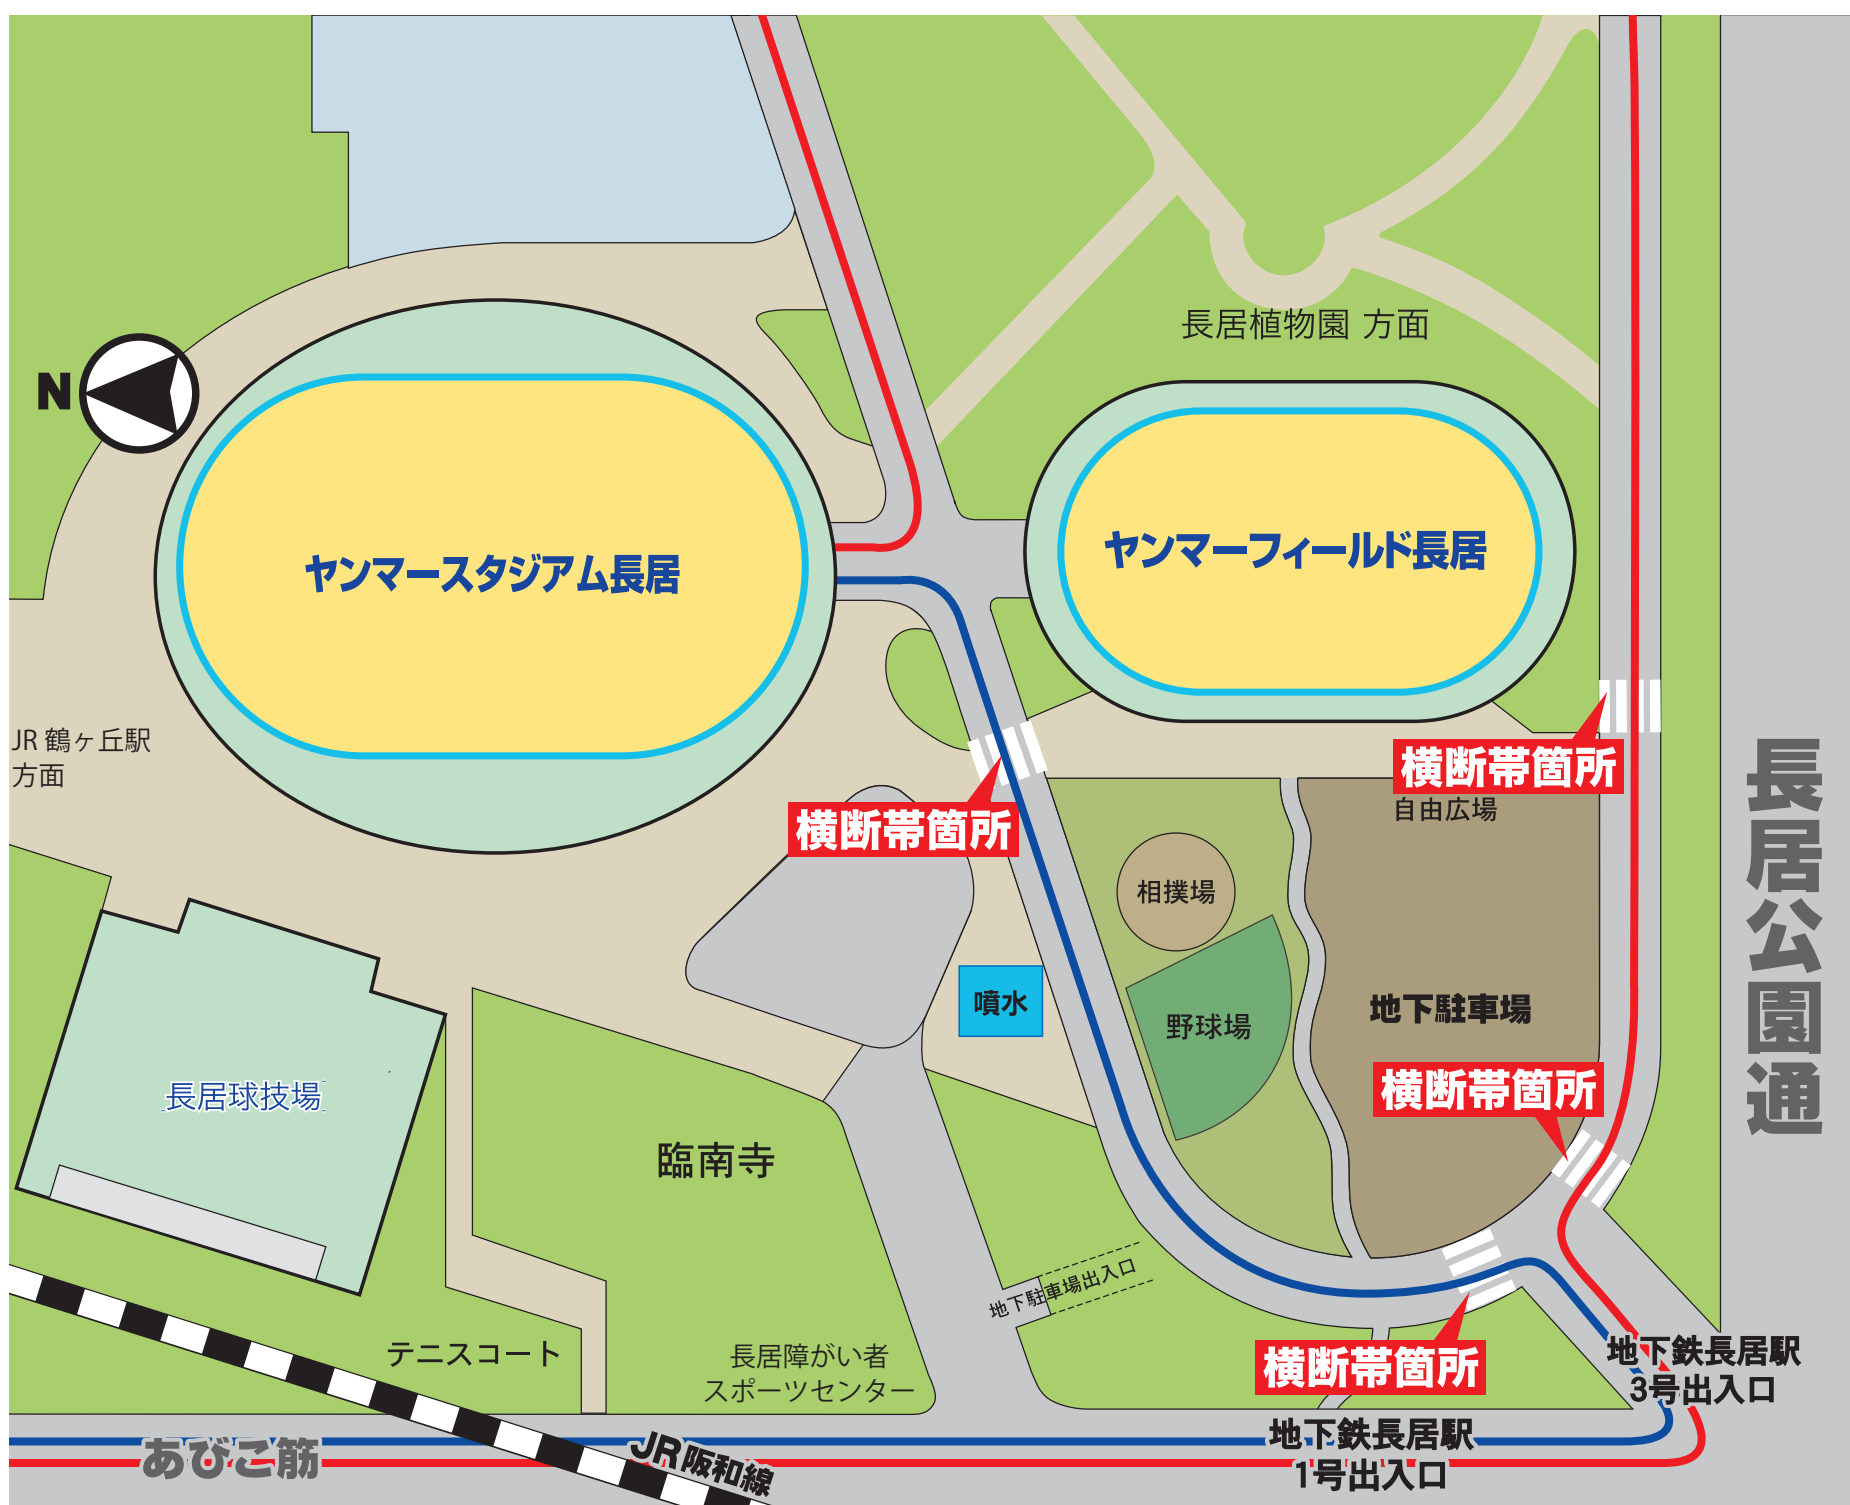 長居植物園 方面
N
ヤンマースタジアム長居
ヤンマーフィールド長居
JR 鶴ヶ丘駅
方面
横断帯箇所
横断帯箇所
自由広場
長居公園通
相撲場
噴水
野球場
地下駐車場
横断帯箇所
長居球技場
臨南寺
地下駐車場出入口
テニスコート
長居障がい者
スポーツセンター
横断帯箇所
地下鉄長居駅
3号出入口
地下鉄長居駅
1号出入口
あびこ筋
JR阪和線